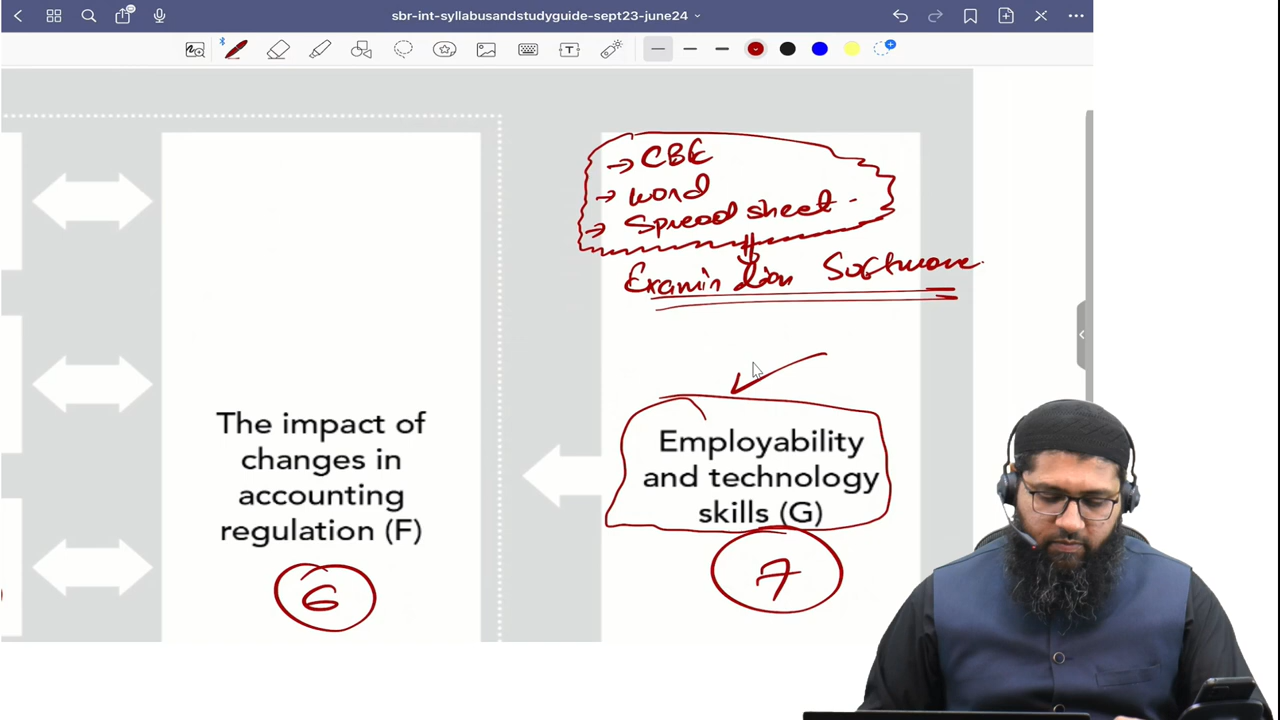 sbr-int-syllabusandstudyguide-sept23-june24
→ CBE
→ word
→ Spread sheet
Examination Software
The impact of
changes in
accounting
regulation (F)
6
Employability
and technology
skills (G)
7